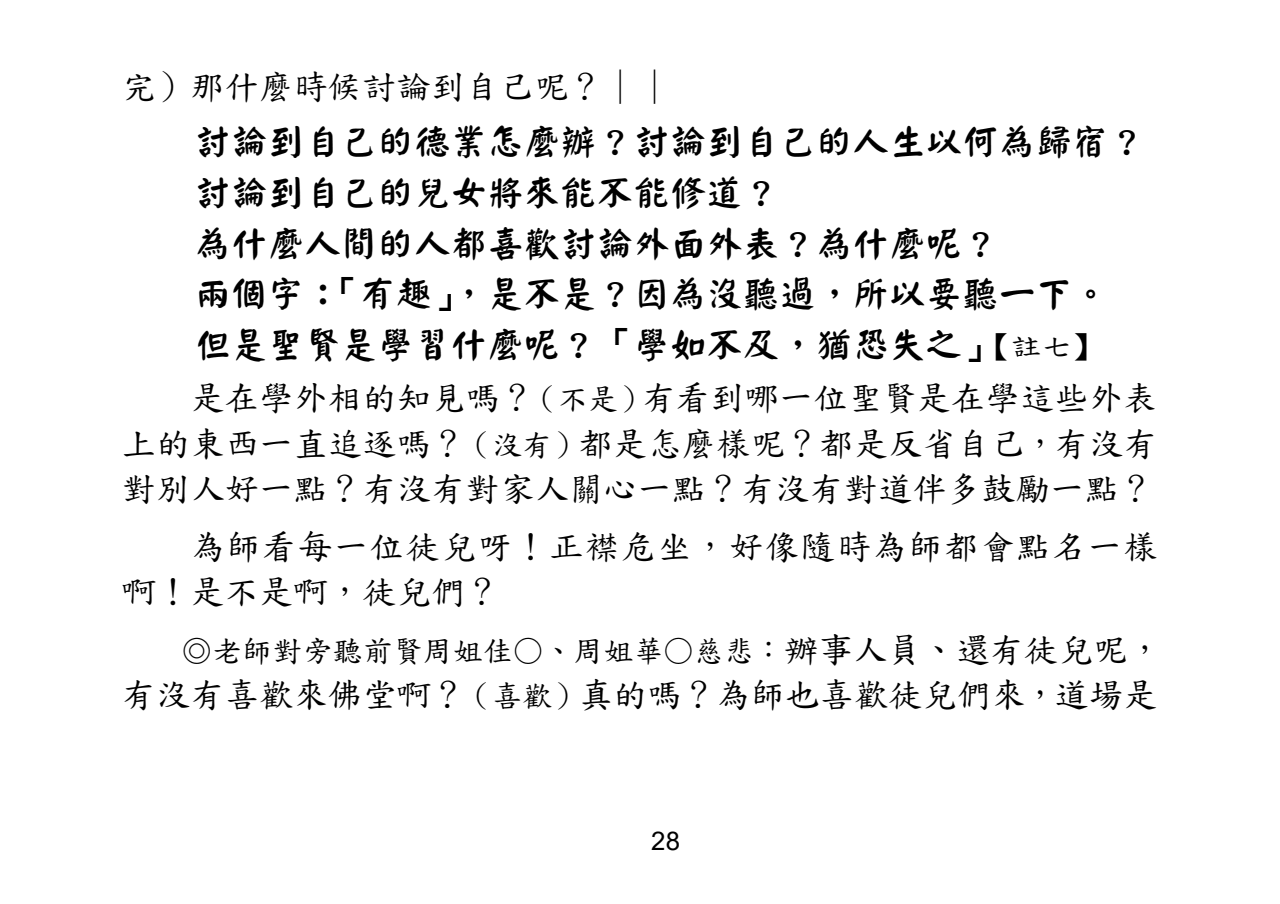 完）那什麼時候討論到自己呢？｜｜
討論到自己的德業怎麼辦？討論到自己的人生以何為歸宿？
討論到自己的兒女將來能不能修道？
為什麼人間的人都喜歡討論外面外表？為什麼呢？
兩個字：「有趣」，是不是？因為沒聽過，所以要聽一下。
但是聖賢是學習什麼呢？「學如不及，猶恐失之」【註七】
是在學外相的知見嗎？（不是）有看到哪一位聖賢是在學這些外表
上的東西一直追逐嗎？（沒有）都是怎麼樣呢？都是反省自己，有沒有
對別人好一點？有沒有對家人關心一點？有沒有對道伴多鼓勵一點？
為師看每一位徒兒呀！正襟危坐，好像隨時為師都會點名一樣
啊！是不是啊，徒兒們？
◎老師對旁聽前賢周姐佳○、周姐華○慈悲：辦事人員、還有徒兒呢，
有沒有喜歡來佛堂啊？（喜歡）真的嗎？為師也喜歡徒兒們來，道場是
28